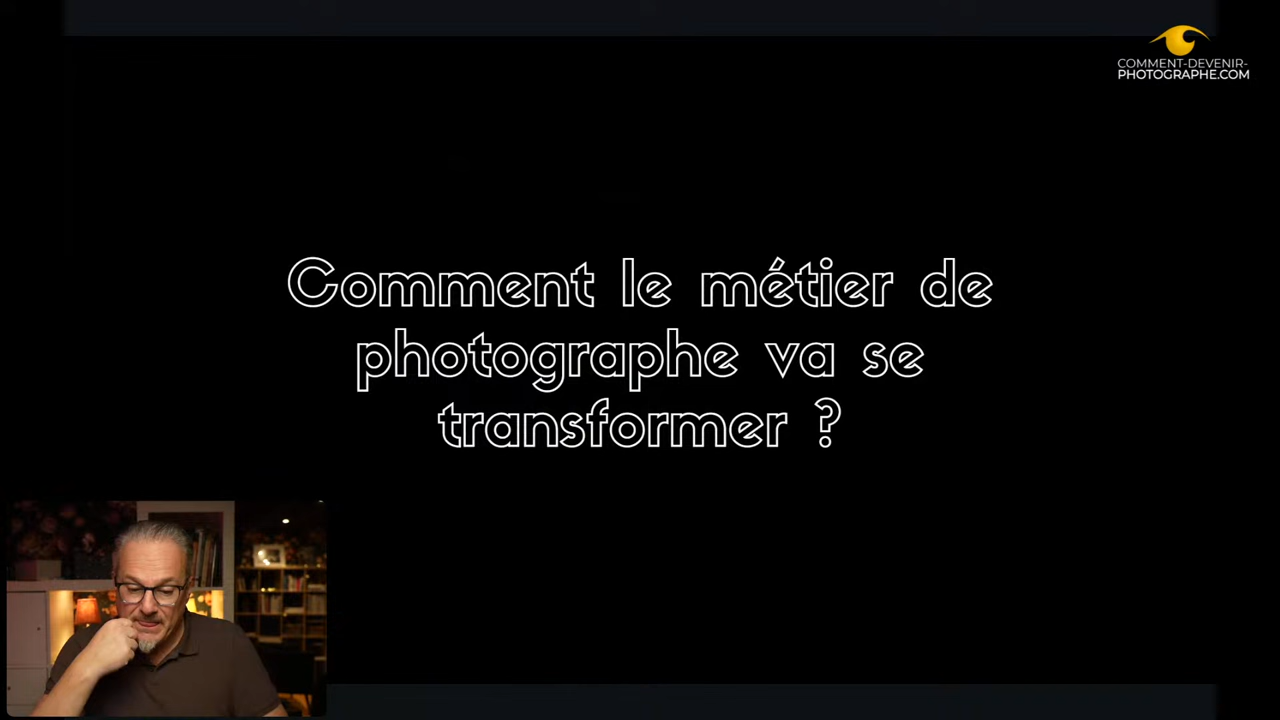 COMMENT-DEVENIR-
PHOTOGRAPHE.COM
Comment le métier de
photographe va se
transformer ?